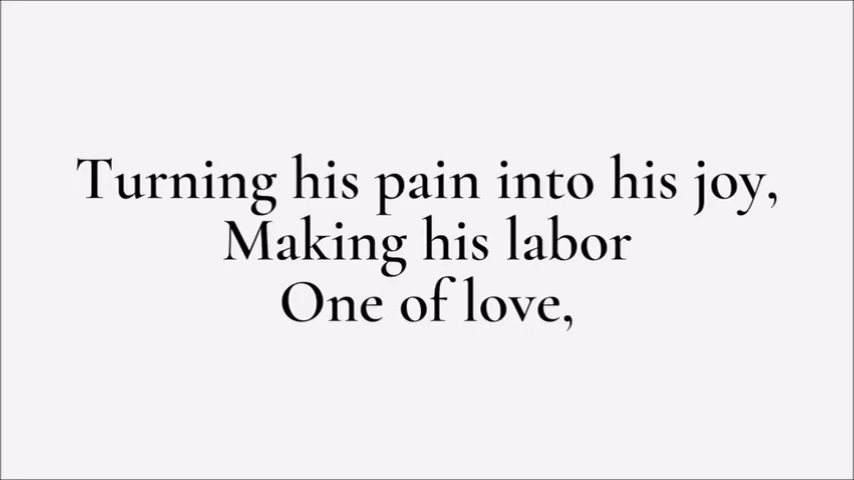 Turning his pain into his joy,
Making his labor
One of love,